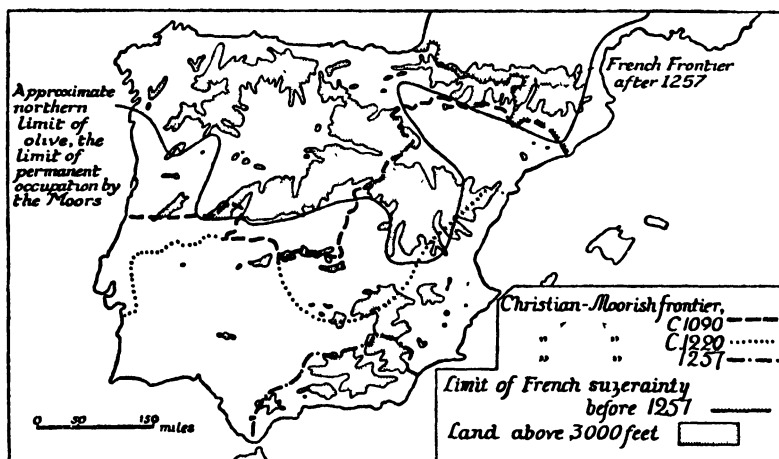 French Frontier
after 1257
Approximate
northern
limit of
olive, the
limit of
permanent
occupation by
the Moors
Christian-Moorish frontier,
C1090
" " C.1220
" " 1257
Limit of French suzerainty
before 1257
Land above 3000 feet
0 50 150
miles